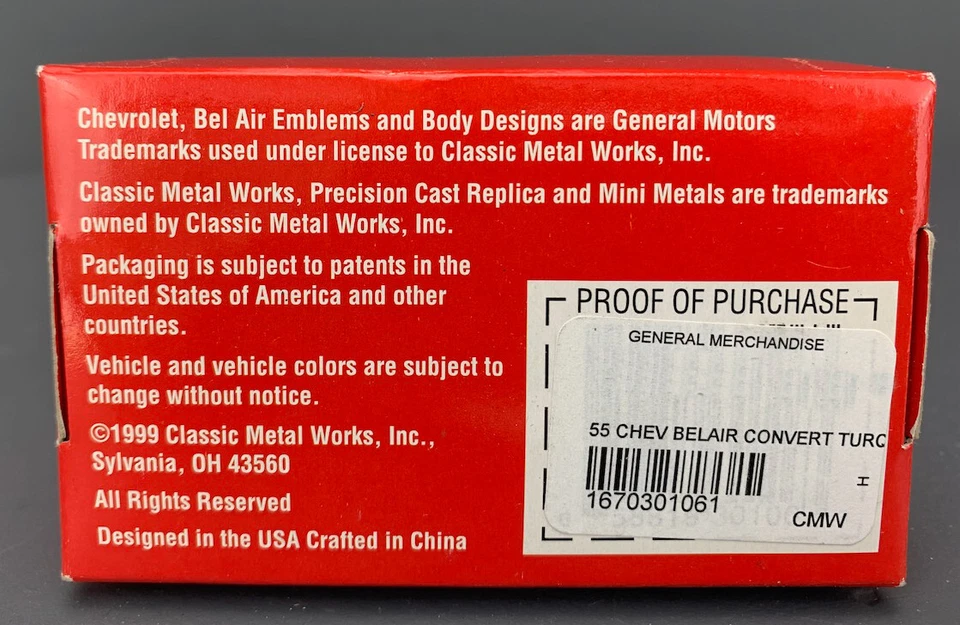 Chevrolet, Bel Air Emblems and Body Designs are General Motors
Trademarks used under license to Classic Metal Works, Inc.
Classic Metal Works, Precision Cast Replica and Mini Metals are trademarks
owned by Classic Metal Works, Inc.
Packaging is subject to patents in the
United States of America and other
countries.
Vehicle and vehicle colors are subject to
change without notice.
©1999 Classic Metal Works, Inc.,
Sylvania, OH 43560
All Rights Reserved
Designed in the USA Crafted in China
PROOF OF PURCHASE
GENERAL MERCHANDISE
55 CHEV BELAIR CONVERT TURQ
H
1670301061
CMW